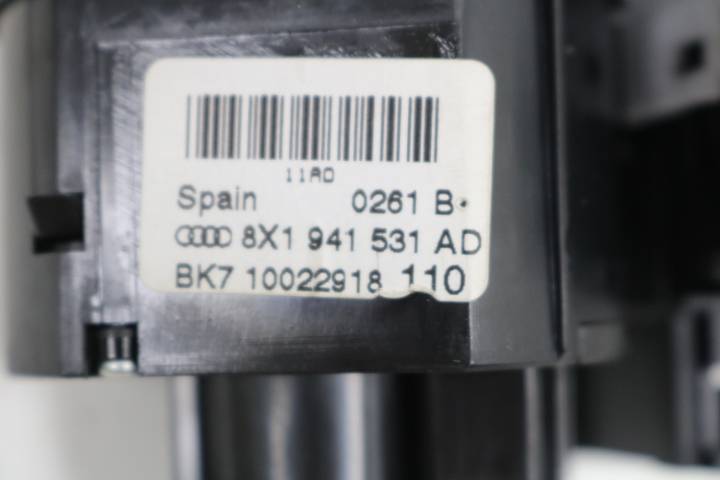 11AD
Spain 0261 B
8X1 941 531 AD
BK7 10022918 110